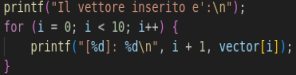 printf("Il vettore inserito e':\n");
for (i = 0; i < 10; i++) {
    printf("[%d]: %d\n", i + 1, vector[i]);
}